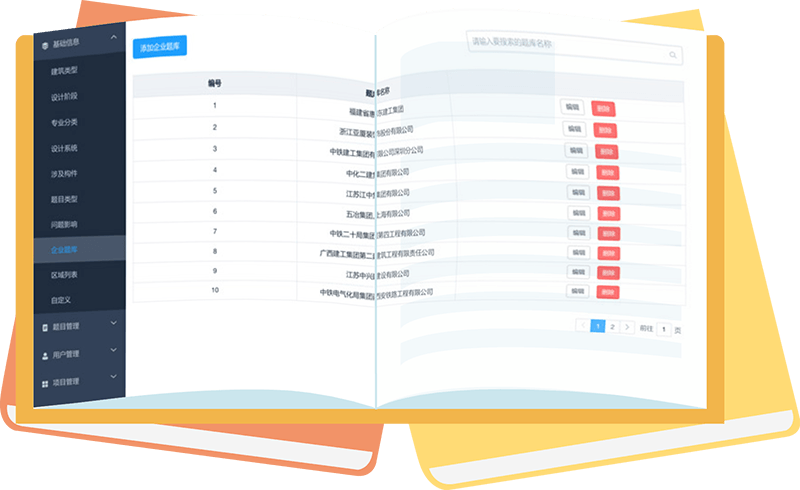 基础信息
建筑类型
设计阶段
专业分类
设计系统
涉及构件
题目类型
问题影响
企业题库
区域列表
自定义
题目管理
用户管理
项目管理
添加企业题库
请输入要搜索的题库名称
编号 题库名称
1 福建省惠东建工集团 编辑 删除
2 浙江亚厦装饰股份有限公司 编辑 删除
3 中铁建工集团有限公司深圳分公司 编辑 删除
4 中化二建集团有限公司 编辑 删除
5 江苏江中集团有限公司 编辑 删除
6 五冶集团上海有限公司 编辑 删除
7 中铁二十局集团第四工程有限公司 编辑 删除
8 广西建工集团第二建筑工程有限责任公司 编辑 删除
9 江苏中兴建设有限公司 编辑 删除
10 中铁电气化局集团西安铁路工程有限公司 编辑 删除
1 2 前往 1 页